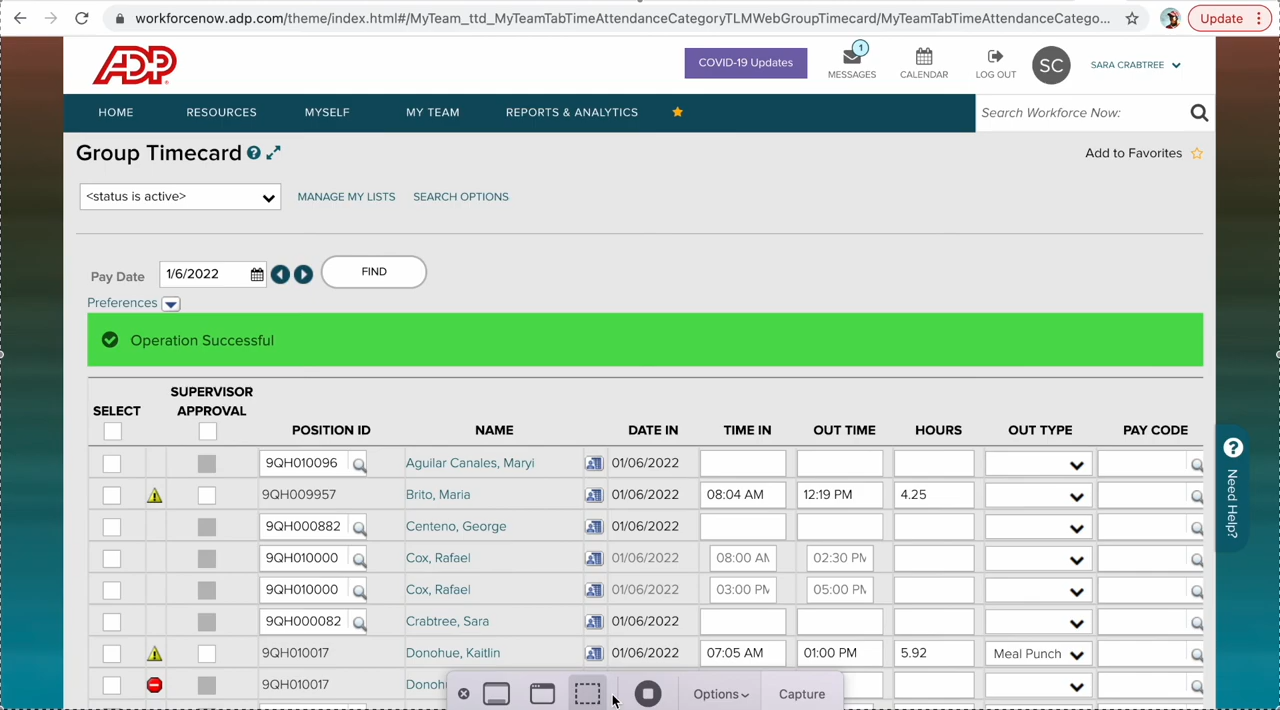 workforcenow.adp.com/theme/index.html#/MyTeam_ttd_MyTeamTabTimeAttendanceCategoryTLMWebGroupTimecard/MyTeamTabTimeAttendanceCatego... Update
ADP COVID-19 Updates 1 MESSAGES CALENDAR LOG OUT SC SARA CRABTREE
HOME RESOURCES MYSELF MY TEAM REPORTS & ANALYTICS Search Workforce Now:
Group Timecard ? Add to Favorites
<status is active> MANAGE MY LISTS SEARCH OPTIONS
Pay Date 1/6/2022 FIND
Preferences
Operation Successful
SELECT SUPERVISOR APPROVAL POSITION ID NAME DATE IN TIME IN OUT TIME HOURS OUT TYPE PAY CODE
9QH010096 Aguilar Canales, Maryi 01/06/2022
9QH009957 Brito, Maria 01/06/2022 08:04 AM 12:19 PM 4.25
9QH000882 Centeno, George 01/06/2022
9QH010000 Cox, Rafael 01/06/2022 08:00 AM 02:30 PM
9QH010000 Cox, Rafael 01/06/2022 03:00 PM 05:00 PM
9QH000082 Crabtree, Sara 01/06/2022
9QH010017 Donohue, Kaitlin 01/06/2022 07:05 AM 01:00 PM 5.92 Meal Punch
9QH010017 Donoh
Options Capture
? Need Help?